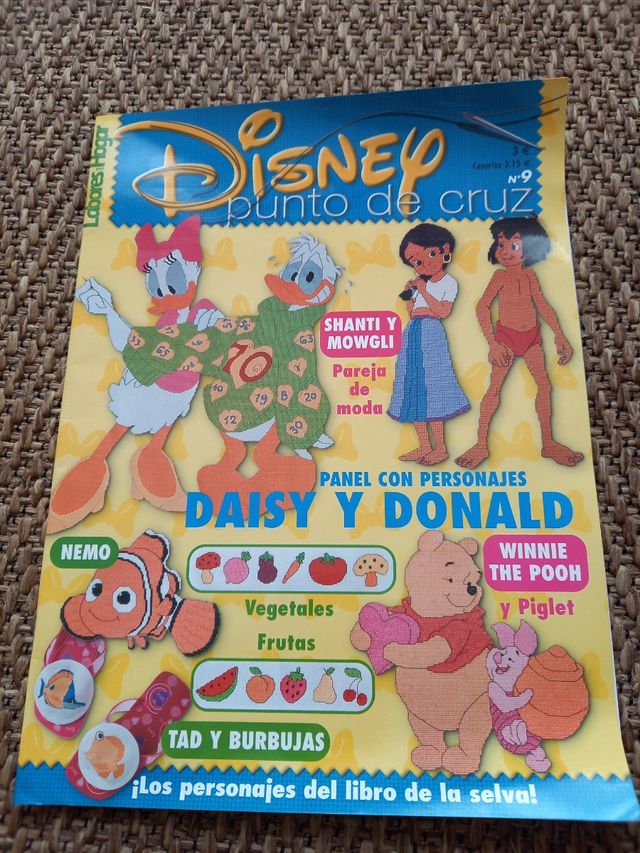 Labores Hogar
DISNEY
punto de cruz
3 €
Canarias 3,15 €
Nº9
SHANTI Y
MOWGLI
Pareja
de
moda
PANEL CON PERSONAJES
DAISY Y DONALD
NEMO
WINNIE
THE POOH
y Piglet
Vegetales
Frutas
TAD Y BURBUJAS
¡Los personajes del libro de la selva!